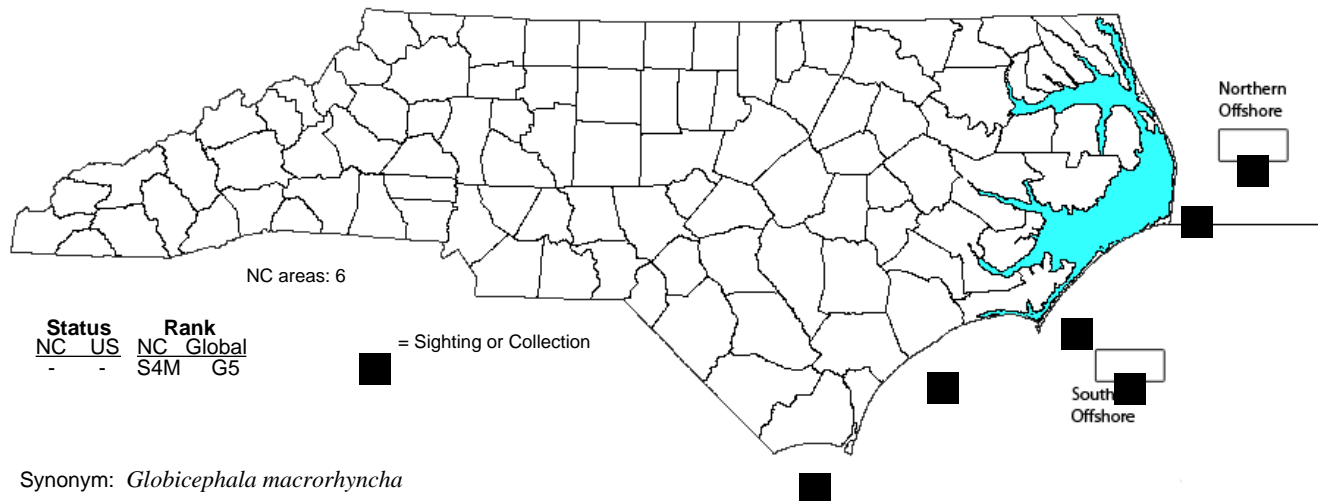 Northern
Offshore
NC areas: 6
Status Rank
NC US NC Global
- - S4M G5
= Sighting or Collection
Offshore
Synonym: Globicephala macrorhyncha